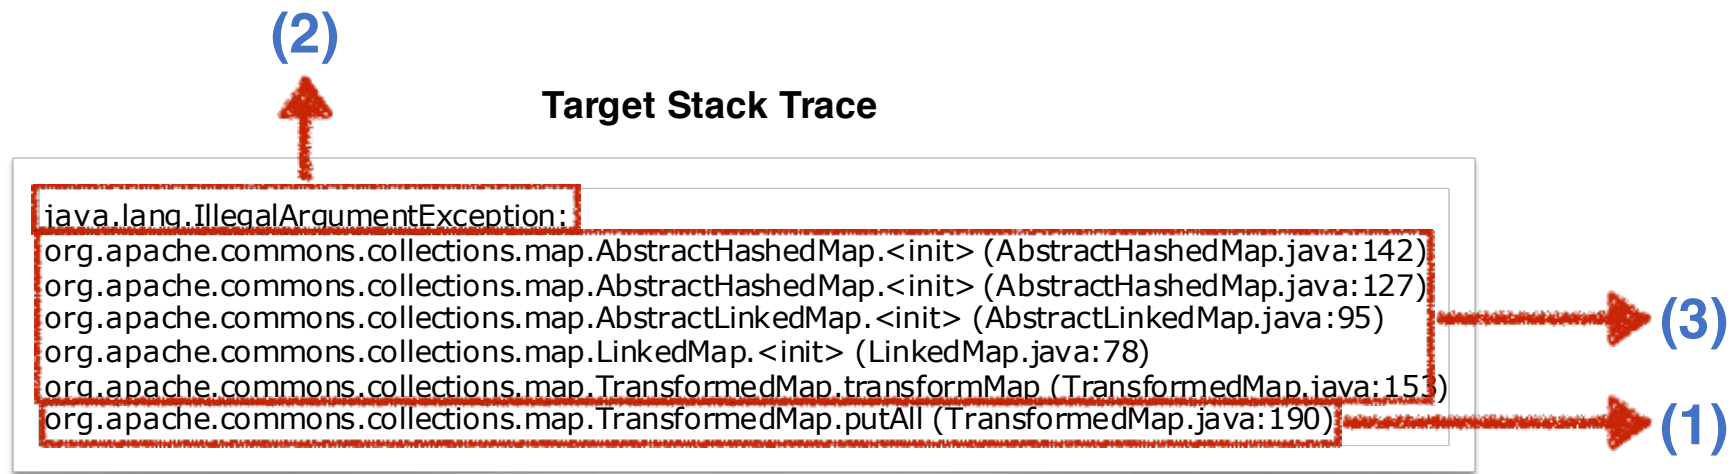 (2)
Target Stack Trace
java.lang.IllegalArgumentException:
org.apache.commons.collections.map.AbstractHashedMap.<init> (AbstractHashedMap.java:142)
org.apache.commons.collections.map.AbstractHashedMap.<init> (AbstractHashedMap.java:127)
org.apache.commons.collections.map.AbstractLinkedMap.<init> (AbstractLinkedMap.java:95)
(3)
org.apache.commons.collections.map.LinkedMap.<init> (LinkedMap.java:78)
org.apache.commons.collections.map.TransformedMap.transformMap (TransformedMap.java:153)
org.apache.commons.collections.map.TransformedMap.putAll (TransformedMap.java:190)
(1)